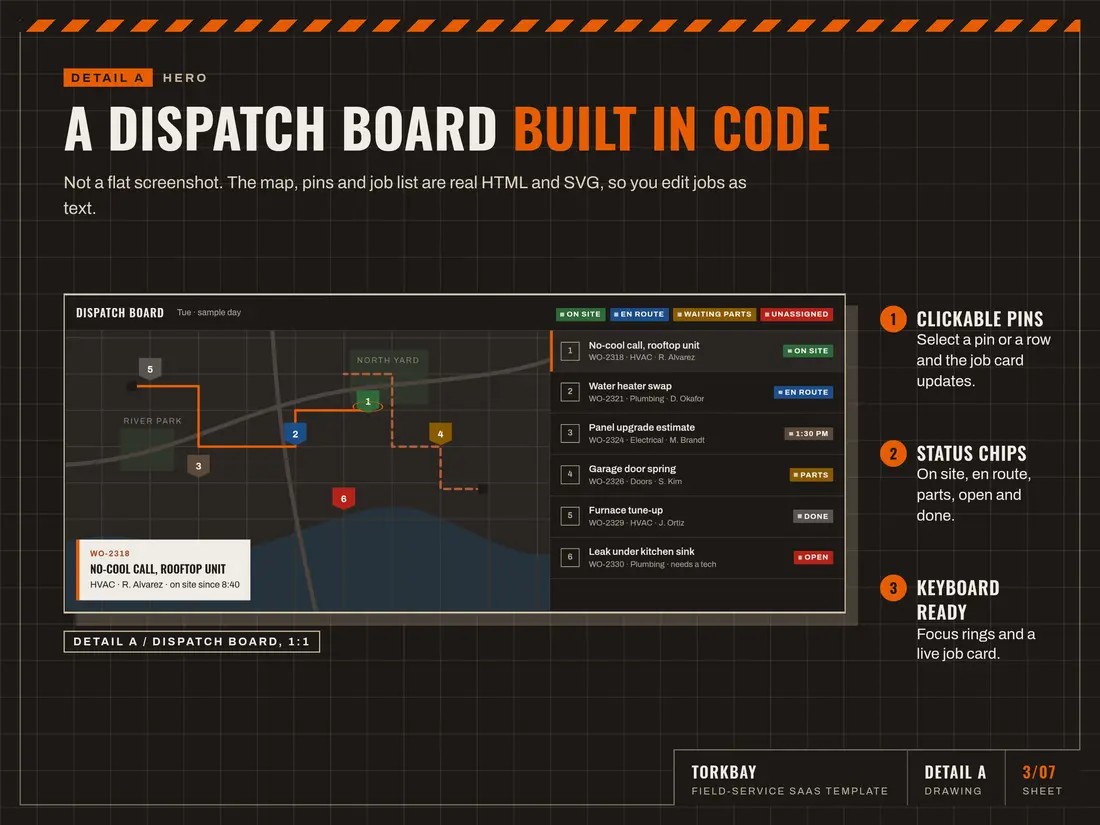 DETAIL A HERO
A DISPATCH BOARD BUILT IN CODE
Not a flat screenshot. The map, pins and job list are real HTML and SVG, so you edit jobs as
text.
DISPATCH BOARD Tue · sample day
ON SITE EN ROUTE WAITING PARTS UNASSIGNED
NORTH YARD
RIVER PARK
5
1
2
4
3
6
WO-2318
NO-COOL CALL, ROOFTOP UNIT
HVAC · R. Alvarez · on site since 8:40
1 No-cool call, rooftop unit ON SITE
WO-2318 · HVAC · R. Alvarez
2 Water heater swap EN ROUTE
WO-2321 · Plumbing · D. Okafor
3 Panel upgrade estimate 1:30 PM
WO-2324 · Electrical · M. Brandt
4 Garage door spring PARTS
WO-2326 · Doors · S. Kim
5 Furnace tune-up DONE
WO-2329 · HVAC · J. Ortiz
6 Leak under kitchen sink OPEN
WO-2330 · Plumbing · needs a tech
DETAIL A / DISPATCH BOARD, 1:1
1 CLICKABLE PINS
Select a pin or a row
and the job card
updates.
2 STATUS CHIPS
On site, en route,
parts, open and
done.
3 KEYBOARD
READY
Focus rings and a
live job card.
TORKBAY
FIELD-SERVICE SAAS TEMPLATE
DETAIL A
DRAWING
3/07
SHEET